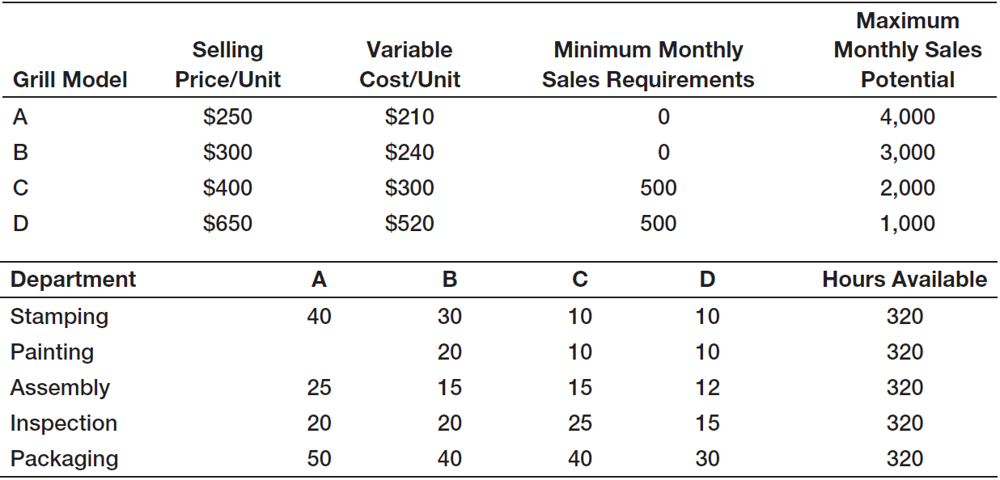 Maximum
Selling Variable Minimum Monthly Monthly Sales
Grill Model Price/Unit Cost/Unit Sales Requirements Potential
A $250 $210 0 4,000
B $300 $240 0 3,000
C $400 $300 500 2,000
D $650 $520 500 1,000
Department A B C D Hours Available
Stamping 40 30 10 10 320
Painting 20 10 10 320
Assembly 25 15 15 12 320
Inspection 20 20 25 15 320
Packaging 50 40 40 30 320